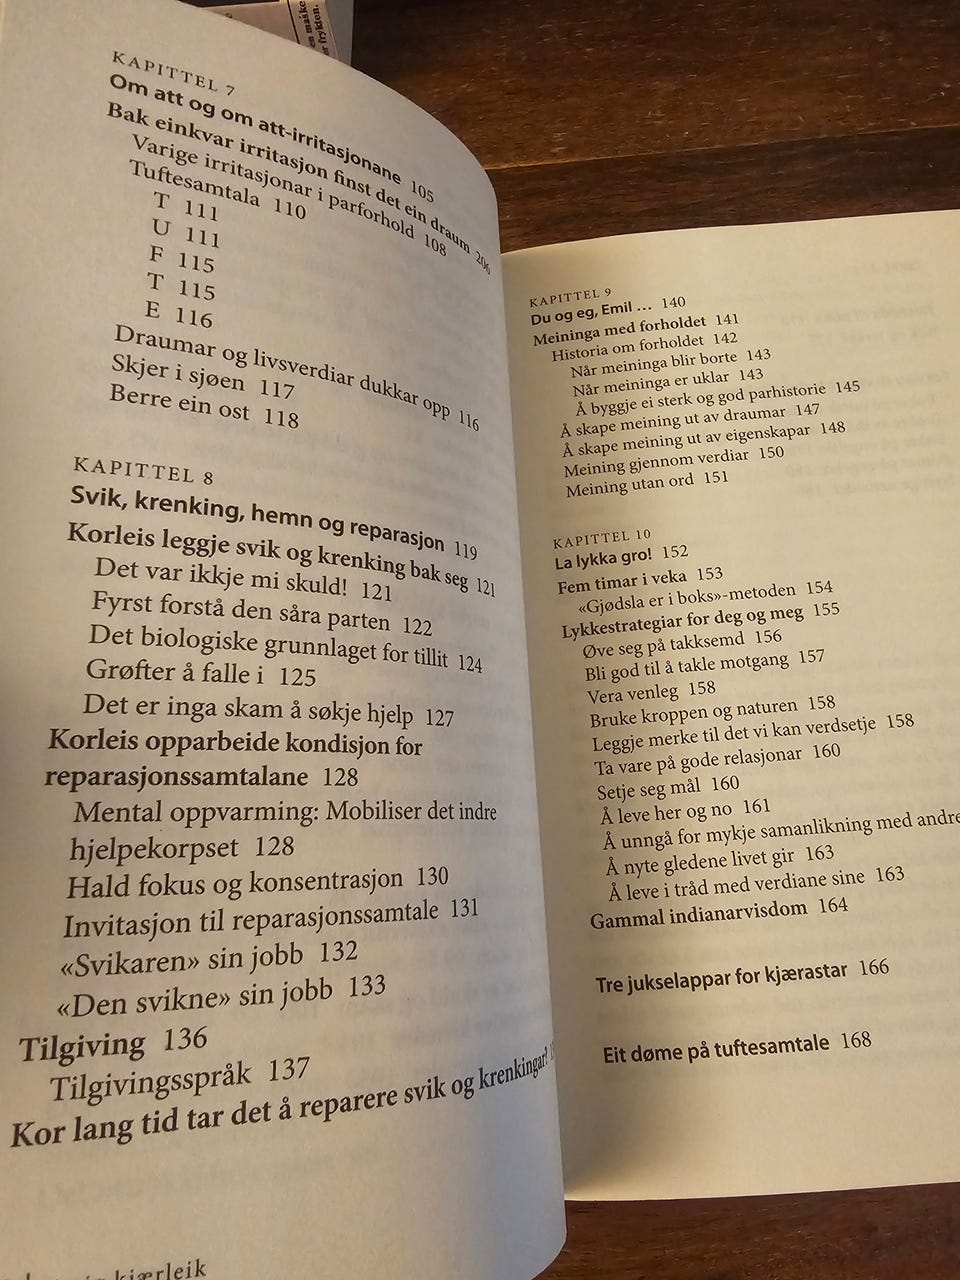 en maske
er frykten.
KAPITTEL 7
Om att og om att-irritasjonane 105
Bak einkvar irritasjon finst det ein draum 206
Varige irritasjonar i parforhold 108
Tuftesamtala 110
T 111
U 111
F 115
T 115
E 116
Draumar og livsverdiar dukkar opp 116
Skjer i sjøen 117
Berre ein ost 118
KAPITTEL 8
Svik, krenking, hemn og reparasjon 119
Korleis leggje svik og krenking bak seg 121
Det var ikkje mi skuld! 121
Fyrst forstå den såra parten 122
Det biologiske grunnlaget for tillit 124
Grøfter å falle i 125
Det er inga skam å søkje hjelp 127
Korleis opparbeide kondisjon for
reparasjonssamtalane 128
Mental oppvarming: Mobiliser det indre
hjelpekorpset 128
Hald fokus og konsentrasjon 130
Invitasjon til reparasjonssamtale 131
«Svikaren» sin jobb 132
«Den svikne» sin jobb 133
Tilgiving 136
Tilgivingsspråk 137
Kor lang tid tar det å reparere svik og krenkingar?
kjærleik
KAPITTEL 9
Du og eg, Emil … 140
Meininga med forholdet 141
Historia om forholdet 142
Når meininga blir borte 143
Når meininga er uklar 143
Å byggje ei sterk og god parhistorie 145
Å skape meining ut av draumar 147
Å skape meining ut av eigenskapar 148
Meining gjennom verdiar 150
Meining utan ord 151
KAPITTEL 10
La lykka gro! 152
Fem timar i veka 153
«Gjødsla er i boks»-metoden 154
Lykkestrategiar for deg og meg 155
Øve seg på takksemd 156
Bli god til å takle motgang 157
Vera venleg 158
Bruke kroppen og naturen 158
Leggje merke til det vi kan verdsetje 158
Ta vare på gode relasjonar 160
Setje seg mål 160
Å leve her og no 161
Å unngå for mykje samanlikning med andre
Å nyte gledene livet gir 163
Å leve i tråd med verdiane sine 163
Gammal indianarvisdom 164
Tre jukselappar for kjærastar 166
Eit døme på tuftesamtale 168